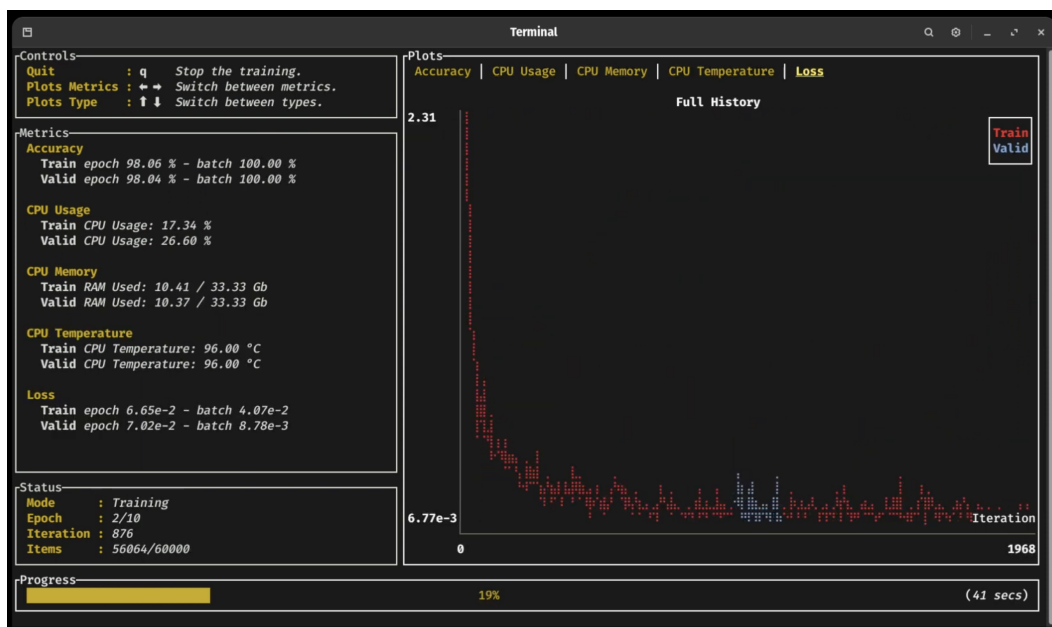 Terminal
Controls
Quit : q Stop the training.
Plots Metrics : ← → Switch between metrics.
Plots Type : ↑ ↓ Switch between types.
Metrics
Accuracy
Train epoch 98.06 % - batch 100.00 %
Valid epoch 98.04 % - batch 100.00 %
CPU Usage
Train CPU Usage: 17.34 %
Valid CPU Usage: 26.60 %
CPU Memory
Train RAM Used: 10.41 / 33.33 Gb
Valid RAM Used: 10.37 / 33.33 Gb
CPU Temperature
Train CPU Temperature: 96.00 °C
Valid CPU Temperature: 96.00 °C
Loss
Train epoch 6.65e-2 - batch 4.07e-2
Valid epoch 7.02e-2 - batch 8.78e-3
Status
Mode : Training
Epoch : 2/10
Iteration : 876
Items : 56064/60000
Plots
Accuracy | CPU Usage | CPU Memory | CPU Temperature | Loss
Full History
2.31
Train
Valid
6.77e-3
Iteration
0 1968
Progress
19% (41 secs)